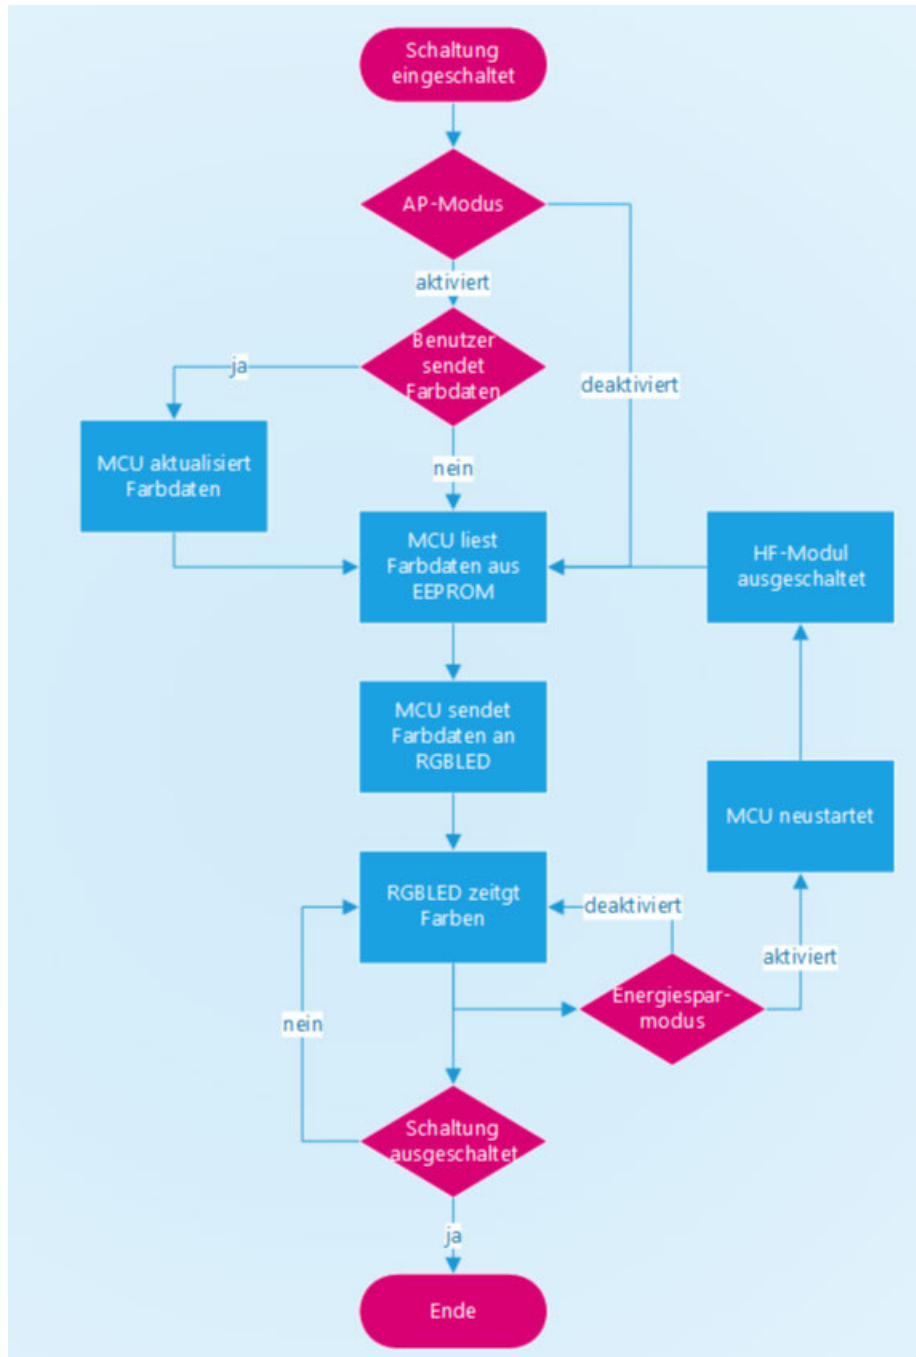 Schaltung
eingeschaltet
AP-Modus
aktiviert
Benutzer
sendet
Farbdaten
ja
deaktiviert
MCU aktualisiert
Farbdaten
nein
MCU liest
Farbdaten aus
EEPROM
HF-Modul
ausgeschaltet
MCU sendet
Farbdaten an
RGBLED
MCU neustartet
RGBLED zeitgt
Farben
deaktiviert
aktiviert
Energiespar-
modus
nein
Schaltung
ausgeschaltet
ja
Ende